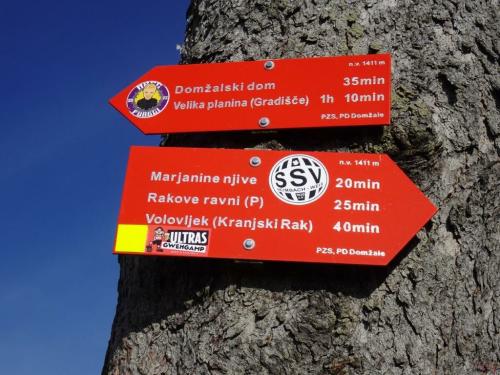 n.v. 1411 m
Domžalski dom 35min
Velika planina (Gradišče) 1h 10min
PZS, PD Domžale
n.v. 1411 m
SSV
Marjanine njive 20min
Rakove ravni (P) 25min
Volovljek (Kranjski Rak) 40min
ULTRAS
GWENGAMP
PZS, PD Domžale